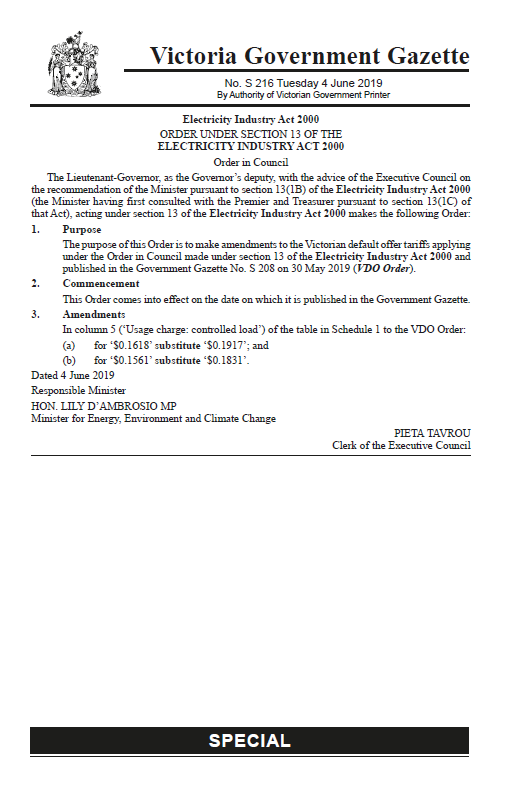 Victoria Government Gazette
No. S 216 Tuesday 4 June 2019
By Authority of Victorian Government Printer
Electricity Industry Act 2000
ORDER UNDER SECTION 13 OF THE
ELECTRICITY INDUSTRY ACT 2000
Order in Council
The Lieutenant-Governor, as the Governor's deputy, with the advice of the Executive Council on
the recommendation of the Minister pursuant to section 13(1B) of the Electricity Industry Act 2000
(the Minister having first consulted with the Premier and Treasurer pursuant to section 13(1C) of
that Act), acting under section 13 of the Electricity Industry Act 2000 makes the following Order:
1. Purpose
The purpose of this Order is to make amendments to the Victorian default offer tariffs applying
under the Order in Council made under section 13 of the Electricity Industry Act 2000 and
published in the Government Gazette No. S 208 on 30 May 2019 (VDO Order).
2. Commencement
This Order comes into effect on the date on which it is published in the Government Gazette.
3. Amendments
In column 5 ('Usage charge: controlled load') of the table in Schedule 1 to the VDO Order:
(a) for '$0.1618' substitute '$0.1917'; and
(b) for '$0.1561' substitute '$0.1831'.
Dated 4 June 2019
Responsible Minister
HON. LILY D'AMBROSIO MP
Minister for Energy, Environment and Climate Change
PIETA TAVROU
Clerk of the Executive Council
SPECIAL